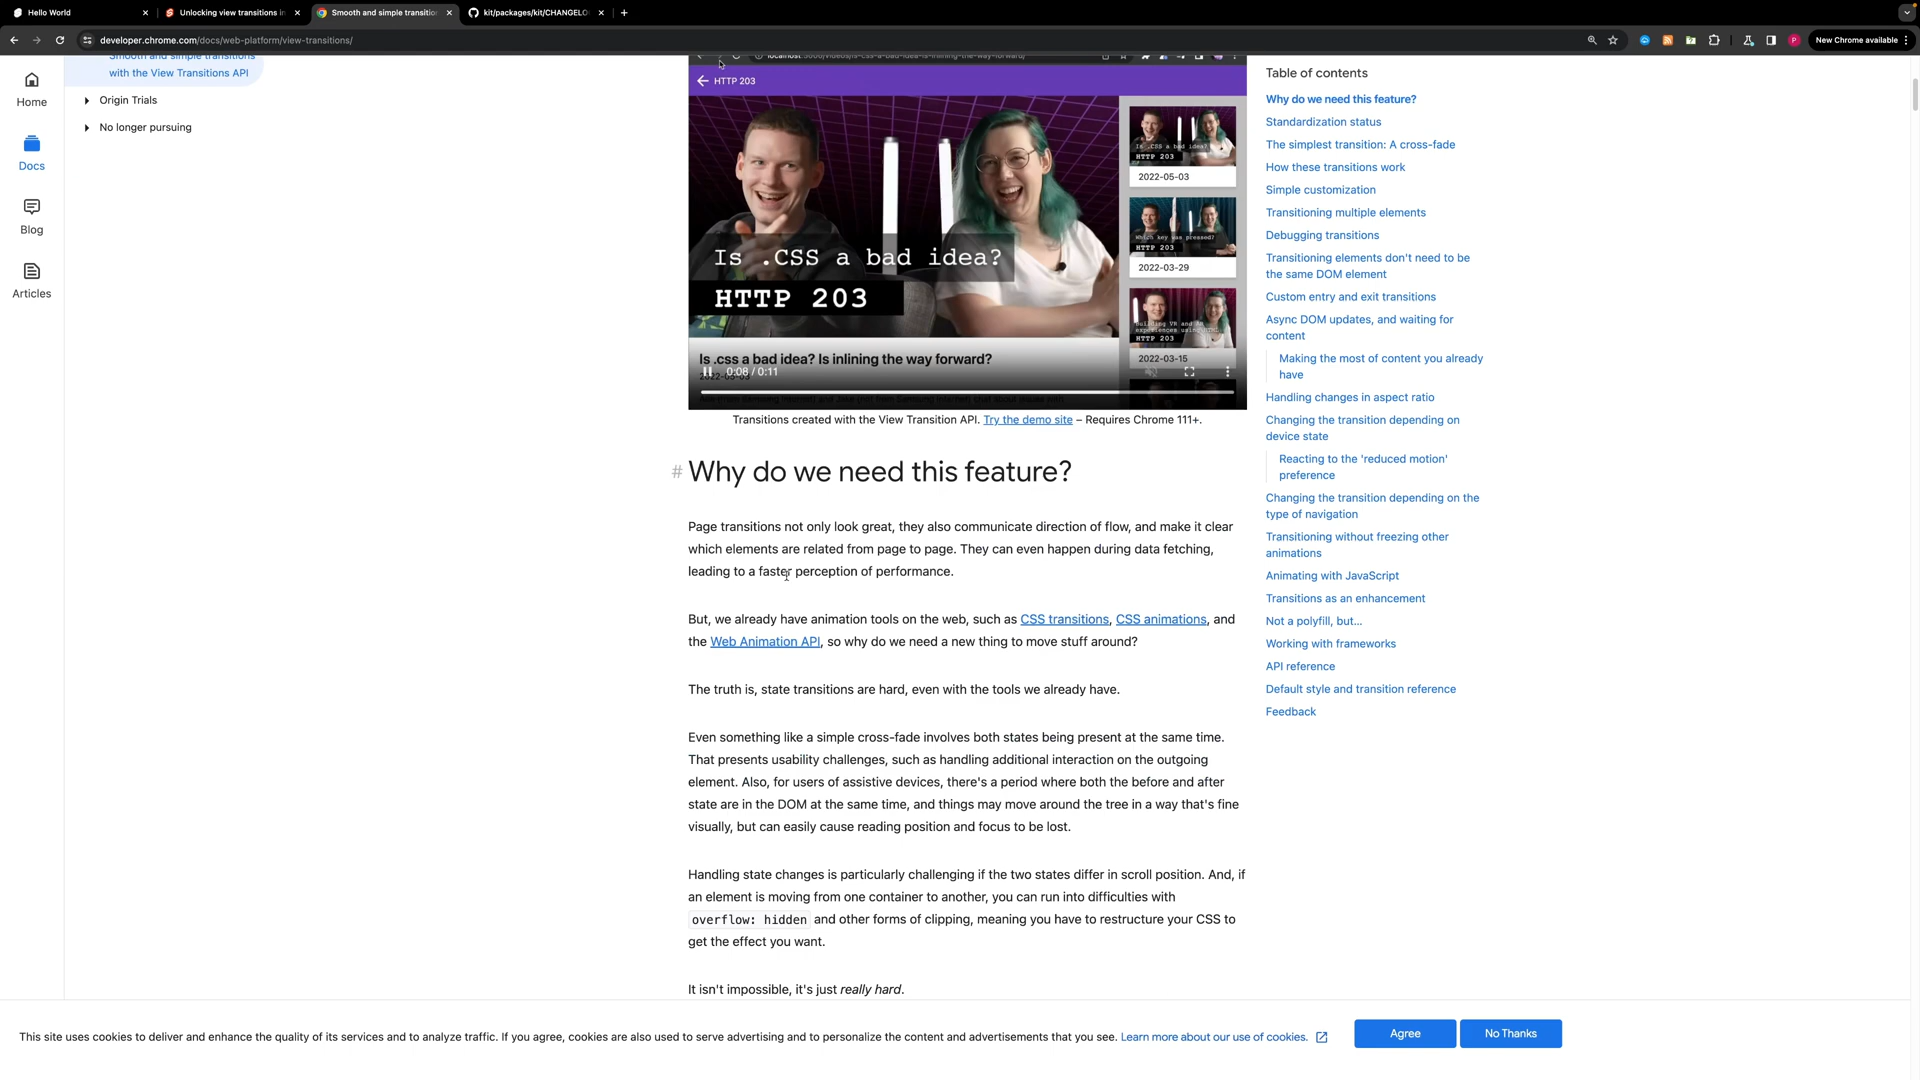 Hello World
Unlocking view transitions in
Smooth and simple transition
kit/packages/kit/CHANGELO
developer.chrome.com/docs/web-platform/view-transitions/
New Chrome available
Home
Docs
Blog
Articles
Smooth and simple transitions
with the View Transitions API
Origin Trials
No longer pursuing
HTTP 203
Is .CSS a bad idea?
HTTP 203
Is .css a bad idea? Is inlining the way forward?
2022-05-03
0:08 / 0:11
Is .CSS a bad idea?
HTTP 203
2022-05-03
Which key was pressed?
HTTP 203
2022-03-29
HTTP 203
2022-03-15
Transitions created with the View Transition API. Try the demo site – Requires Chrome 111+.
# Why do we need this feature?
Page transitions not only look great, they also communicate direction of flow, and make it clear
which elements are related from page to page. They can even happen during data fetching,
leading to a faster perception of performance.
But, we already have animation tools on the web, such as CSS transitions, CSS animations, and
the Web Animation API, so why do we need a new thing to move stuff around?
The truth is, state transitions are hard, even with the tools we already have.
Even something like a simple cross-fade involves both states being present at the same time.
That presents usability challenges, such as handling additional interaction on the outgoing
element. Also, for users of assistive devices, there's a period where both the before and after
state are in the DOM at the same time, and things may move around the tree in a way that's fine
visually, but can easily cause reading position and focus to be lost.
Handling state changes is particularly challenging if the two states differ in scroll position. And, if
an element is moving from one container to another, you can run into difficulties with
overflow: hidden and other forms of clipping, meaning you have to restructure your CSS to
get the effect you want.
It isn't impossible, it's just really hard.
Table of contents
Why do we need this feature?
Standardization status
The simplest transition: A cross-fade
How these transitions work
Simple customization
Transitioning multiple elements
Debugging transitions
Transitioning elements don't need to be
the same DOM element
Custom entry and exit transitions
Async DOM updates, and waiting for
content
Making the most of content you already
have
Handling changes in aspect ratio
Changing the transition depending on
device state
Reacting to the 'reduced motion'
preference
Changing the transition depending on the
type of navigation
Transitioning without freezing other
animations
Animating with JavaScript
Transitions as an enhancement
Not a polyfill, but...
Working with frameworks
API reference
Default style and transition reference
Feedback
This site uses cookies to deliver and enhance the quality of its services and to analyze traffic. If you agree, cookies are also used to serve advertising and to personalize the content and advertisements that you see. Learn more about our use of cookies.
Agree
No Thanks